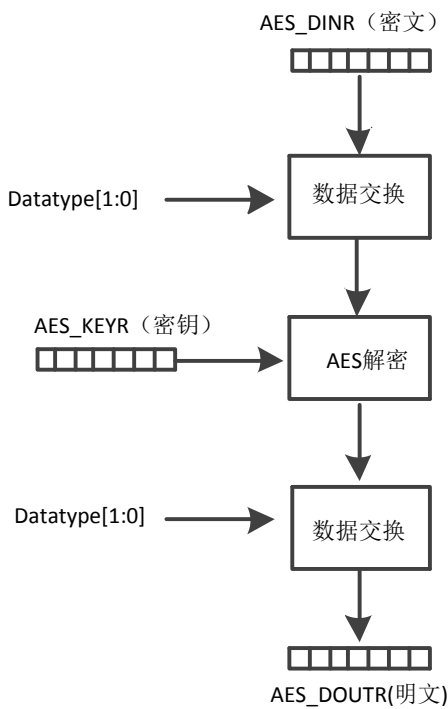 AES_DINR（密文）
数据交换
Datatype[1:0]
AES_KEYR（密钥）
AES解密
Datatype[1:0]
数据交换
AES_DOUTR(明文)